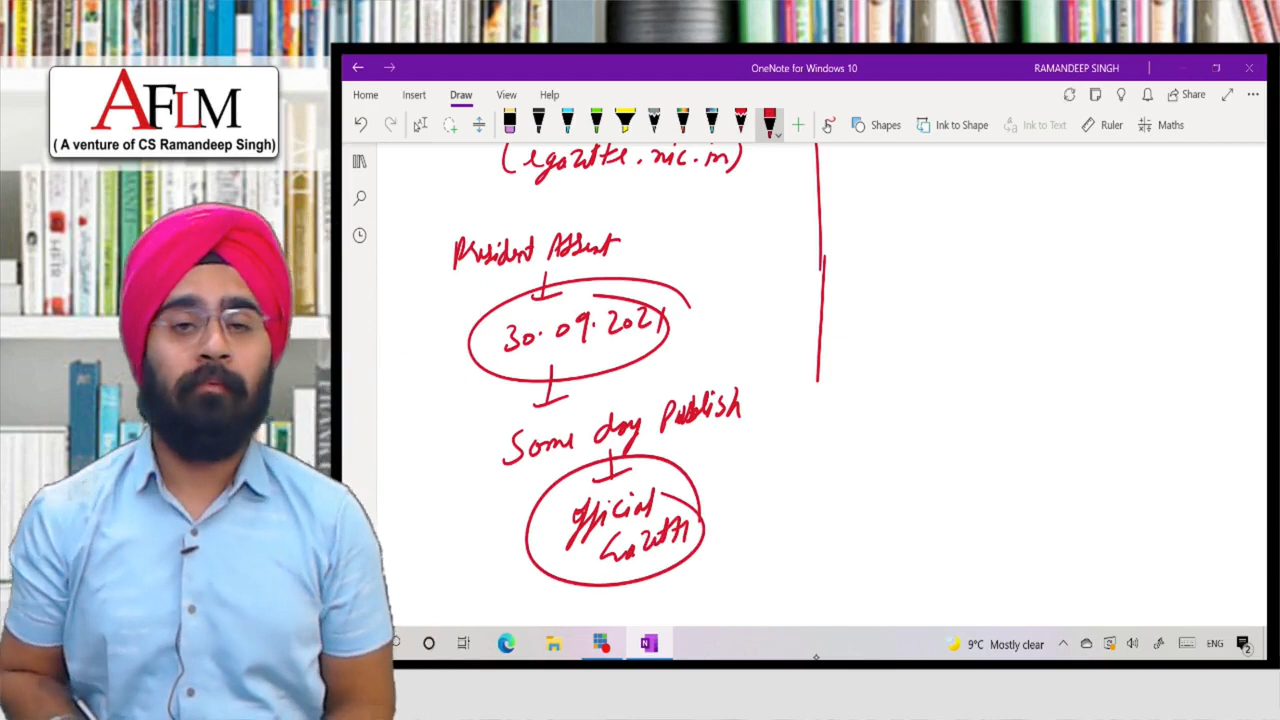 AFLM
( A venture of CS Ramandeep Singh)
OneNote for Windows 10
RAMANDEEP SINGH
Home Insert Draw View Help
Share
Shapes Ink to Shape Ink to Text Ruler Maths
(egazette.nic.in)
President Assent
30.09.2021
Same day Publish
Official
Gazette
9°C Mostly clear
ENG
2